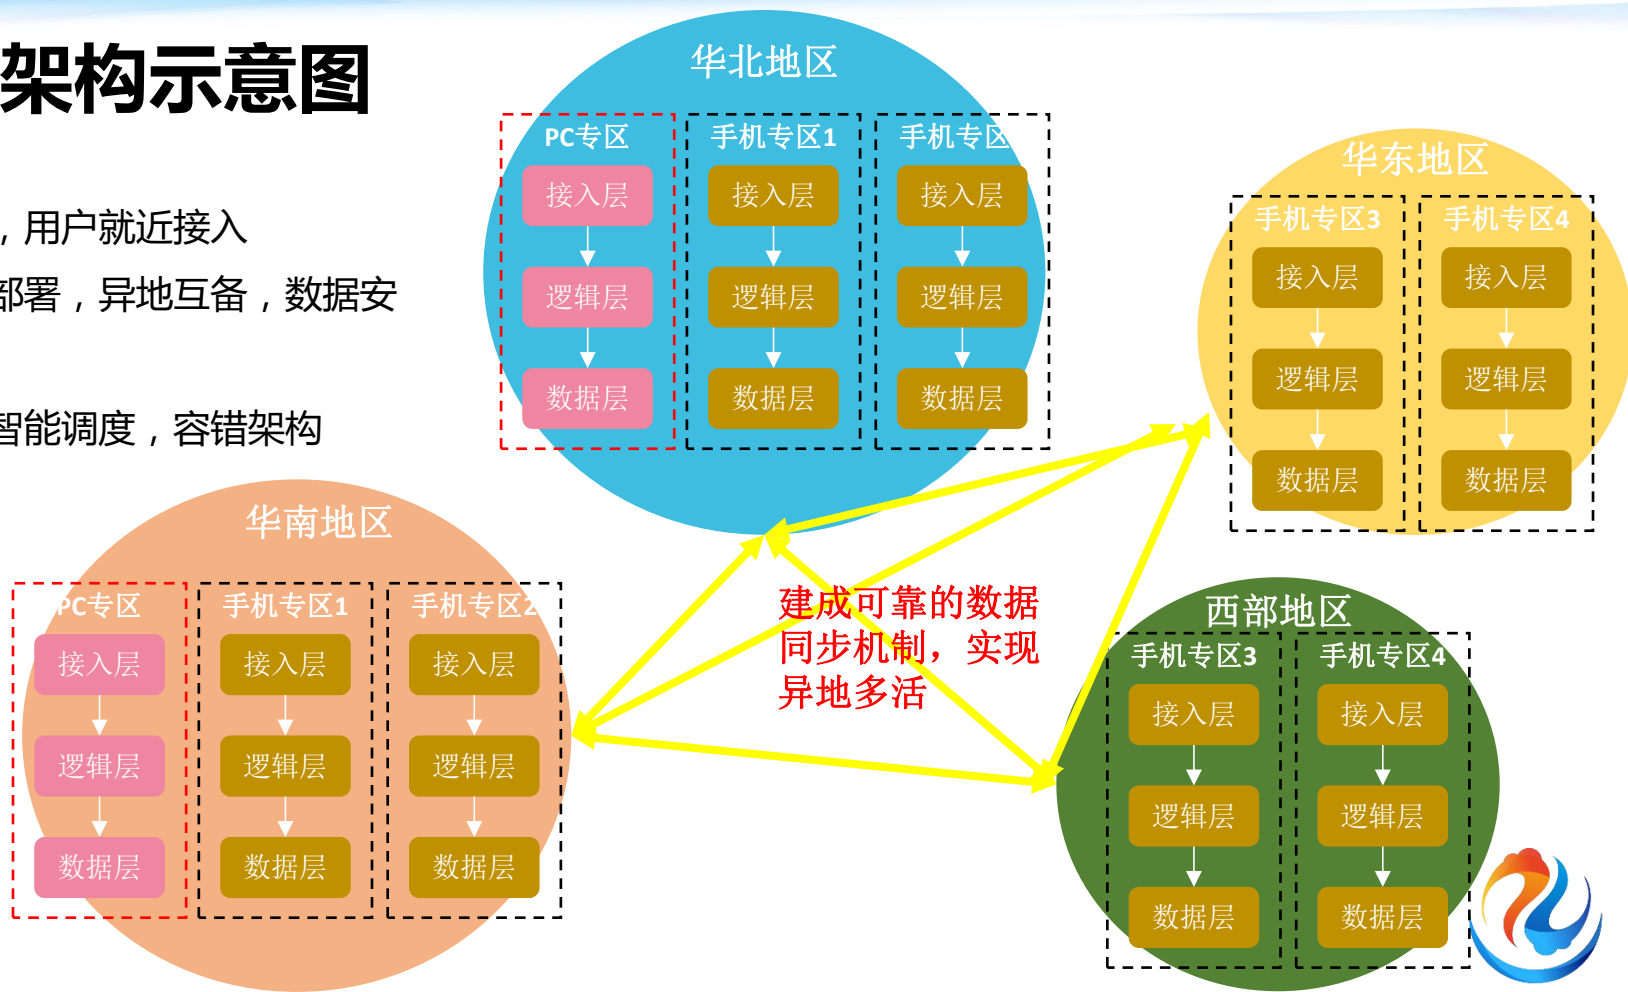 架构示意图
，用户就近接入
部署，异地互备，数据安
智能调度，容错架构
华北地区
PC专区
手机专区1
手机专区
接入层
接入层
接入层
逻辑层
逻辑层
逻辑层
数据层
数据层
数据层
华东地区
手机专区3
手机专区4
接入层
接入层
逻辑层
逻辑层
数据层
数据层
华南地区
PC专区
手机专区1
手机专区2
接入层
接入层
接入层
逻辑层
逻辑层
逻辑层
数据层
数据层
数据层
建成可靠的数据
同步机制，实现
异地多活
西部地区
手机专区3
手机专区4
接入层
接入层
逻辑层
逻辑层
数据层
数据层